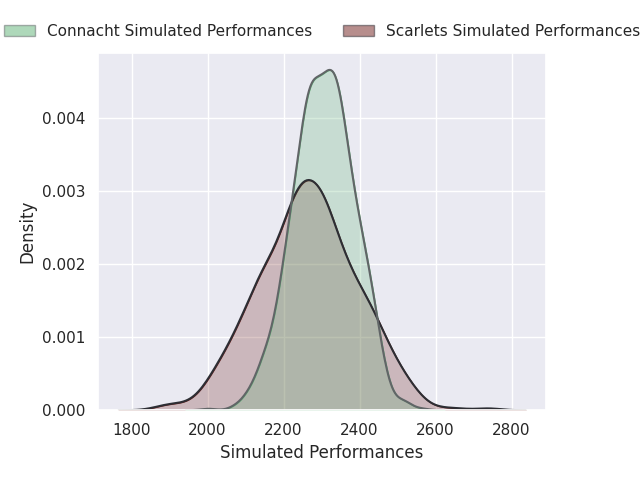 Connacht Simulated Performances Scarlets Simulated Performances
0.004
0.003
0.002
0.001
0.000
Density
1800 2000 2200 2400 2600 2800
Simulated Performances